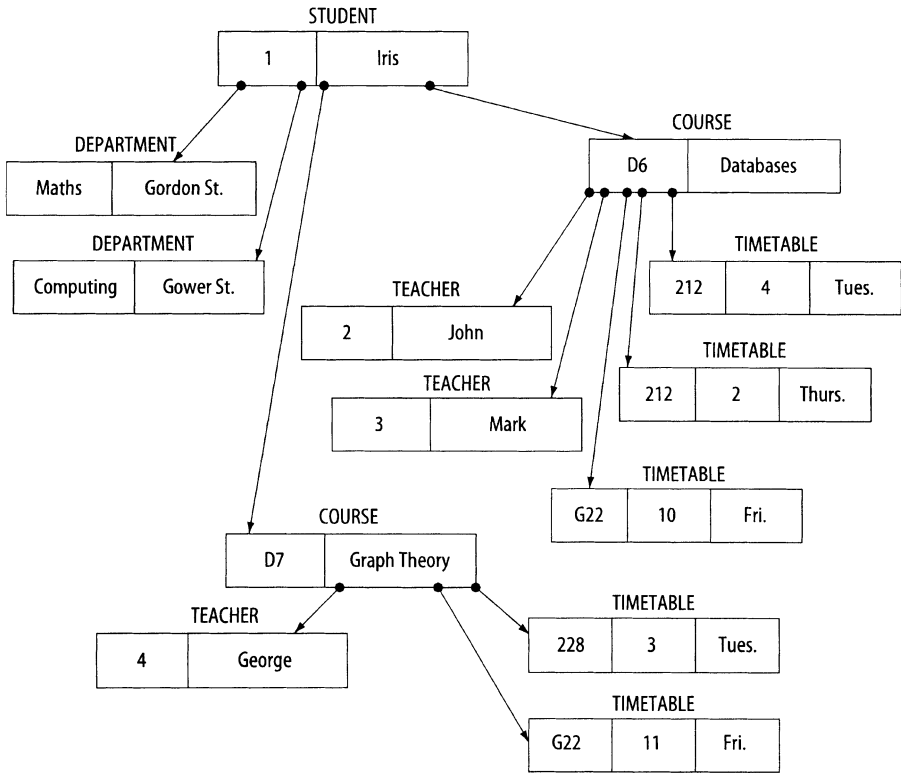 STUDENT
1 Iris
COURSE
D6 Databases
DEPARTMENT
Maths Gordon St.
DEPARTMENT
Computing Gower St.
TIMETABLE
212 4 Tues.
TEACHER
2 John
TIMETABLE
212 2 Thurs.
TEACHER
3 Mark
TIMETABLE
G22 10 Fri.
COURSE
D7 Graph Theory
TIMETABLE
228 3 Tues.
TEACHER
4 George
TIMETABLE
G22 11 Fri.